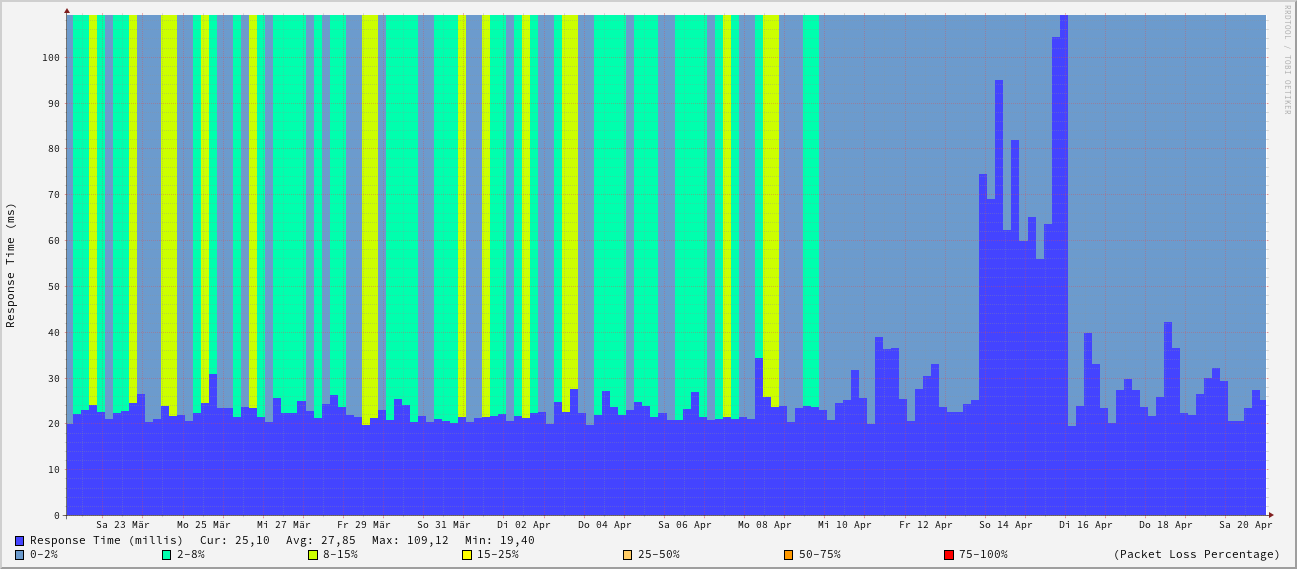 RRDTOOL / TOBI OETIKER
Response Time (ms)
100
90
80
70
60
50
40
30
20
10
0
Sa 23 Mär Mo 25 Mär Mi 27 Mär Fr 29 Mär So 31 Mär Di 02 Apr Do 04 Apr Sa 06 Apr Mo 08 Apr Mi 10 Apr Fr 12 Apr So 14 Apr Di 16 Apr Do 18 Apr Sa 20 Apr
Response Time (millis) Cur: 25,10 Avg: 27,85 Max: 109,12 Min: 19,40
0-2% 2-8% 8-15% 15-25% 25-50% 50-75% 75-100% (Packet Loss Percentage)